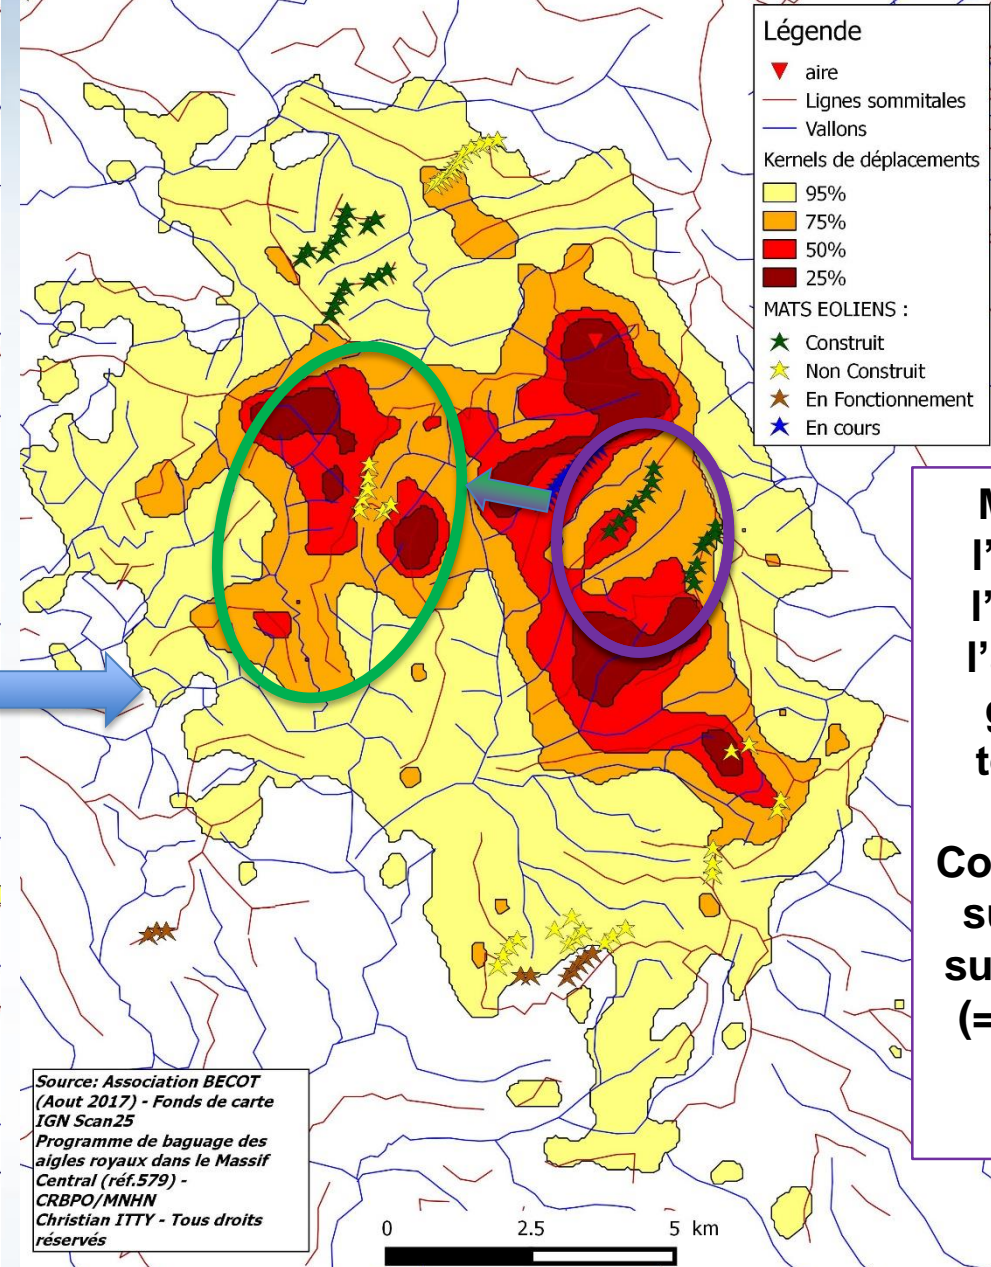 Légende
aire
Lignes sommitales
Vallons
Kernels de déplacements
95%
75%
50%
25%
MATS EOLIENS :
Construit
Non Construit
En Fonctionnement
En cours
Source: Association BECOT
(Aout 2017) - Fonds de carte
IGN Scan25
Programme de baguage des
aigles royaux dans le Massif
Central (réf.579) -
CRBPO/MNHN
Christian ITTY - Tous droits
réservés
0 2.5 5 km